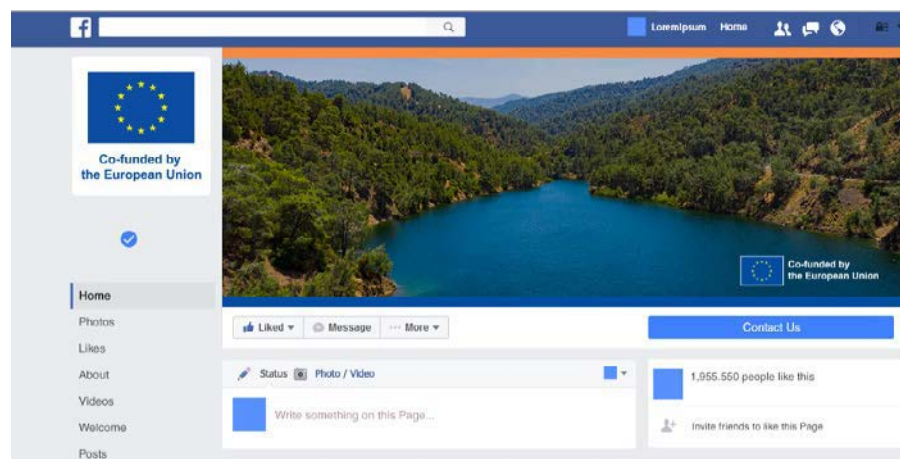 f
Loremlpsum Home
Co-funded by
the European Union
Co-funded by
the European Union
Home
Photos
Likes
About
Videos
Welcome
Posts
Liked Message ··· More
Contact Us
Status Photo / Video
Write something on this Page...
1,955.550 people like this
Invite friends to like this Page